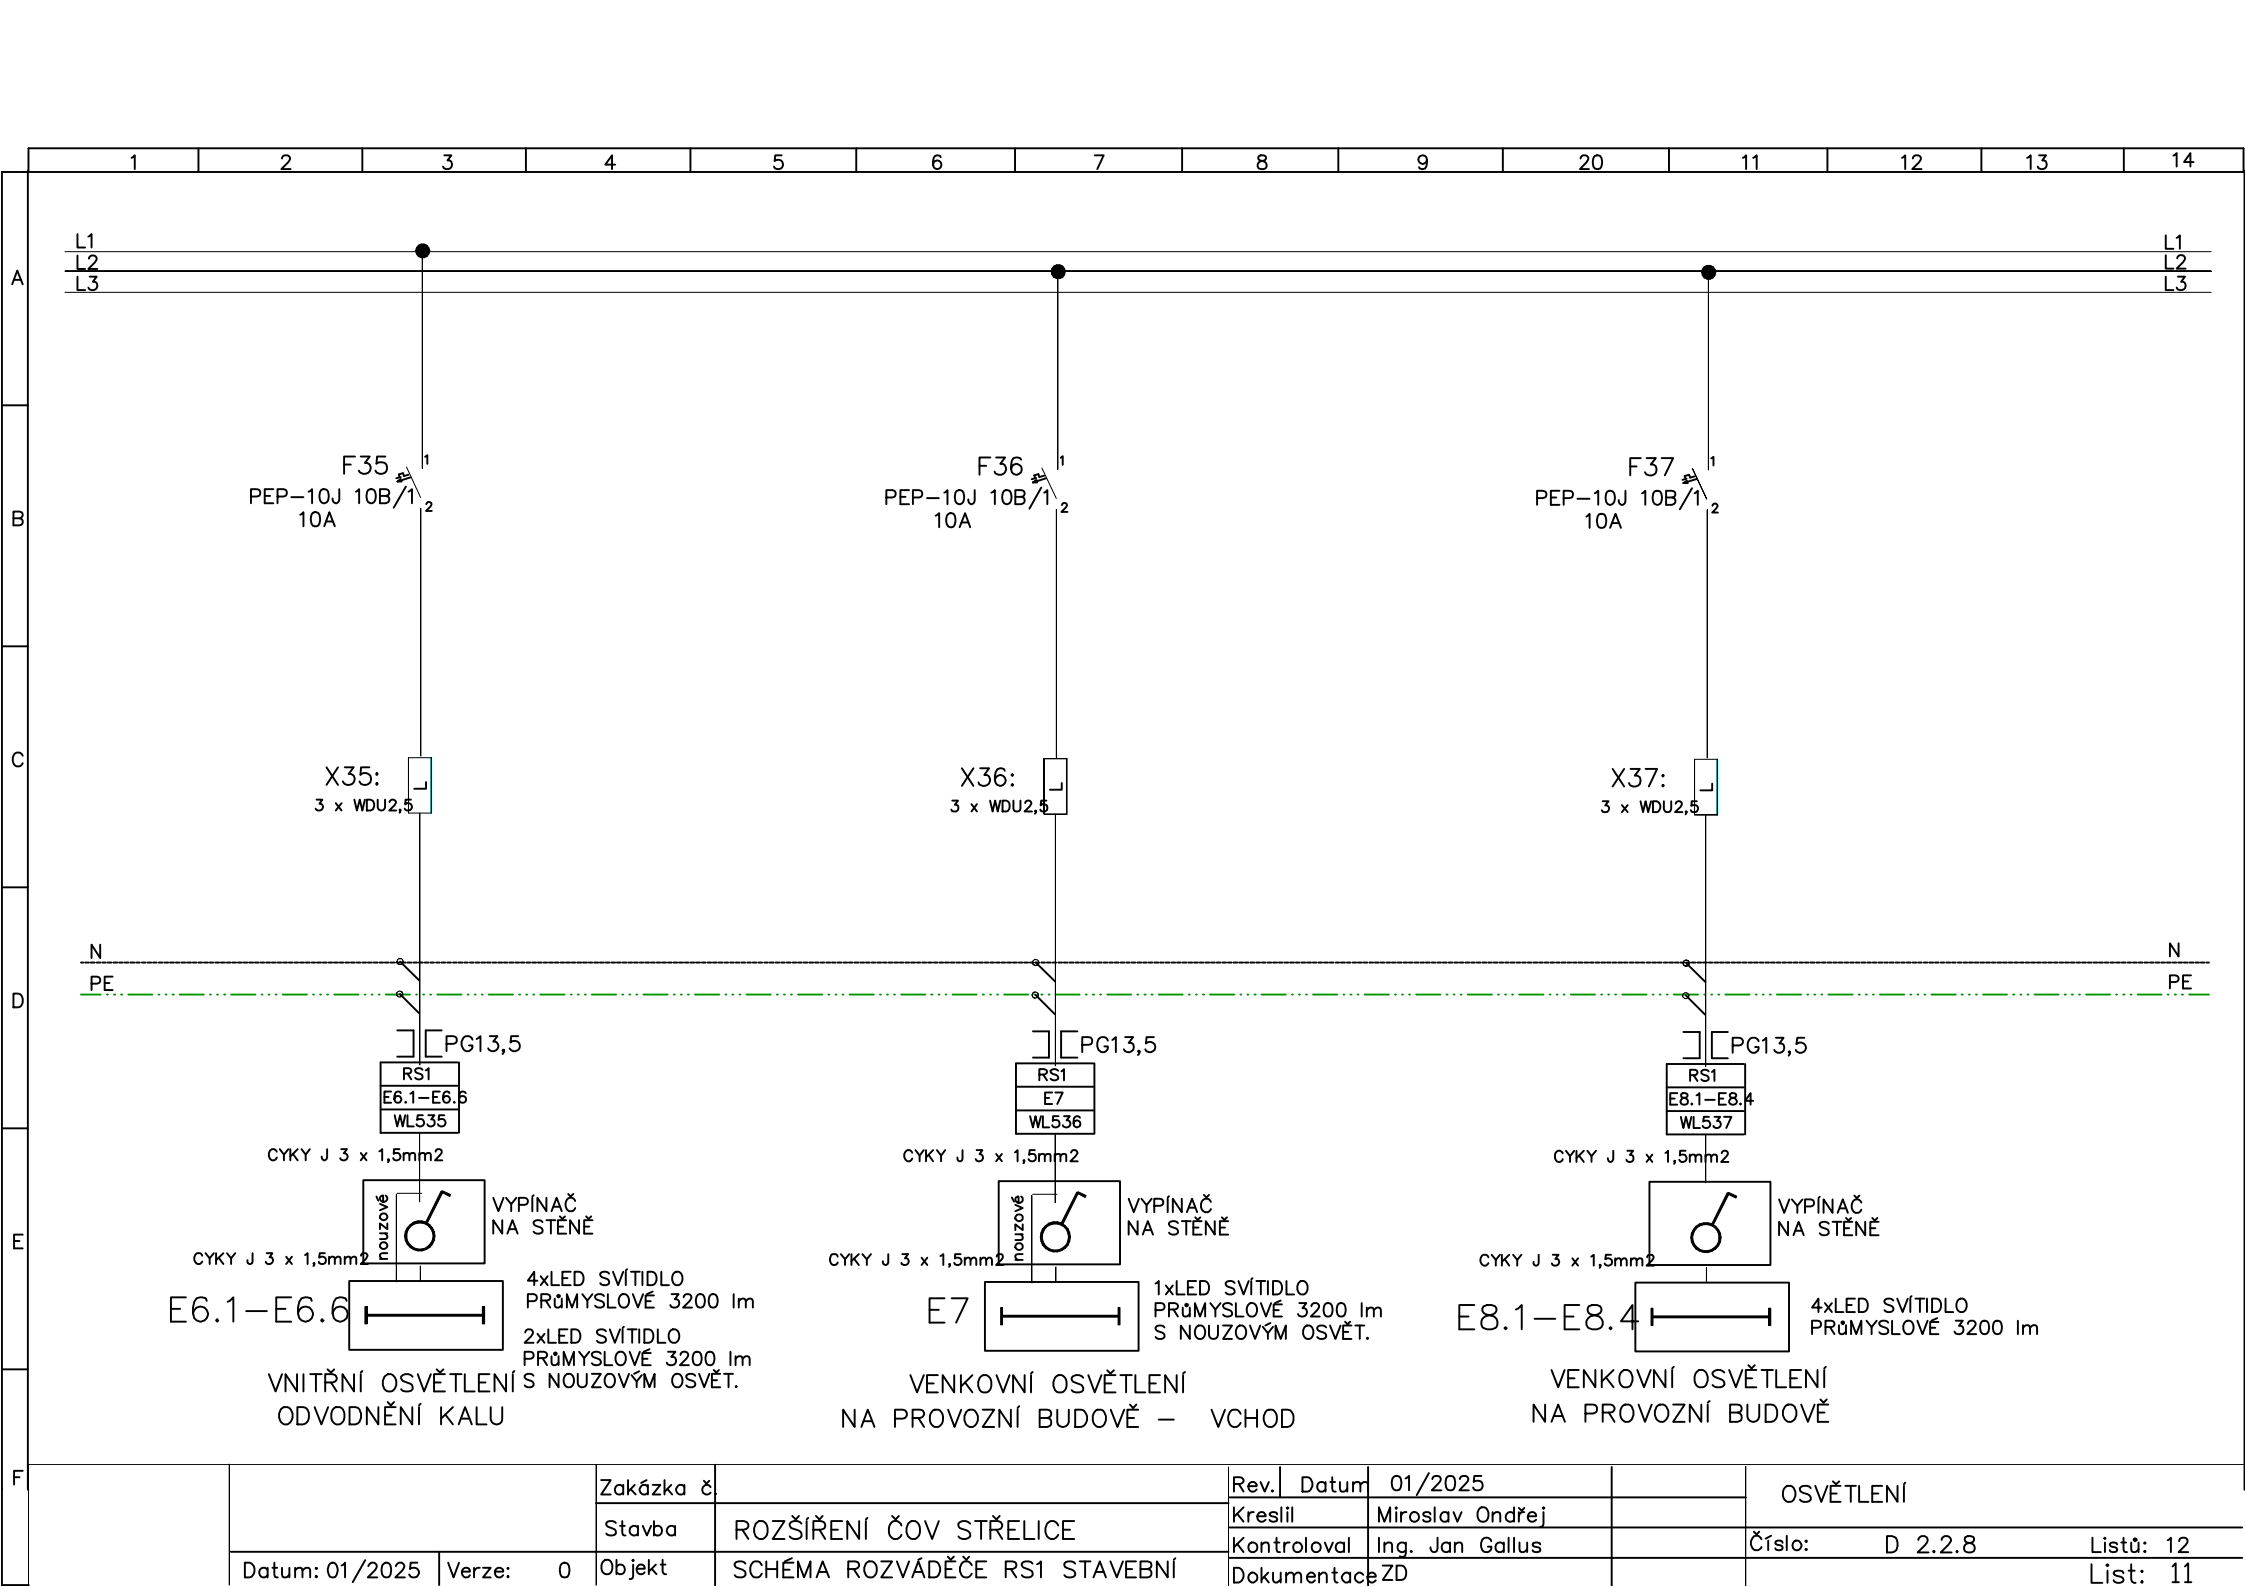 1 2 3 4 5 6 7 8 9 20 11 12 13 14
A
B
C
D
E
F
L1 L1
L2 L2
L3 L3
F35
1
PEP-10J 10B/1
2
10A
F36
1
PEP-10J 10B/1
2
10A
F37
1
PEP-10J 10B/1
2
10A
X35:
L
3 x WDU2,5
X36:
L
3 x WDU2,5
X37:
L
3 x WDU2,5
N N
PE PE
PG13,5
RS1
E6.1-E6.6
WL535
CYKY J 3 x 1,5mm2
nouzové
VYPÍNAČ
NA STĚNĚ
CYKY J 3 x 1,5mm2
E6.1-E6.6
4xLED SVÍTIDLO
PRůMYSLOVÉ 3200 lm
2xLED SVÍTIDLO
PRůMYSLOVÉ 3200 lm
S NOUZOVÝM OSVĚT.
VNITŘNÍ OSVĚTLENÍ
ODVODNĚNÍ KALU
PG13,5
RS1
E7
WL536
CYKY J 3 x 1,5mm2
nouzové
VYPÍNAČ
NA STĚNĚ
CYKY J 3 x 1,5mm2
E7
1xLED SVÍTIDLO
PRůMYSLOVÉ 3200 lm
S NOUZOVÝM OSVĚT.
VENKOVNÍ OSVĚTLENÍ
NA PROVOZNÍ BUDOVĚ - VCHOD
PG13,5
RS1
E8.1-E8.4
WL537
CYKY J 3 x 1,5mm2
VYPÍNAČ
NA STĚNĚ
CYKY J 3 x 1,5mm2
E8.1-E8.4
4xLED SVÍTIDLO
PRůMYSLOVÉ 3200 lm
VENKOVNÍ OSVĚTLENÍ
NA PROVOZNÍ BUDOVĚ
Datum: 01/2025 Verze: 0
Zakázka č.
Stavba ROZŠÍŘENÍ ČOV STŘELICE
Objekt SCHÉMA ROZVÁDĚČE RS1 STAVEBNÍ
Rev. Datum 01/2025
Kreslil Miroslav Ondřej
Kontroloval Ing. Jan Gallus
Dokumentace ZD
OSVĚTLENÍ
Číslo: D 2.2.8 Listů: 12
List: 11